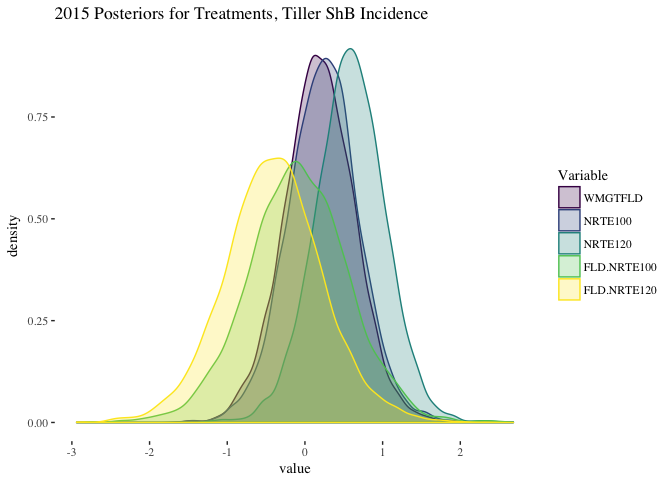 2015 Posteriors for Treatments, Tiller ShB Incidence
0.75
0.50
0.25
0.00
density
-3 -2 -1 0 1 2
value
Variable
WMGTFLD
NRTE100
NRTE120
FLD.NRTE100
FLD.NRTE120